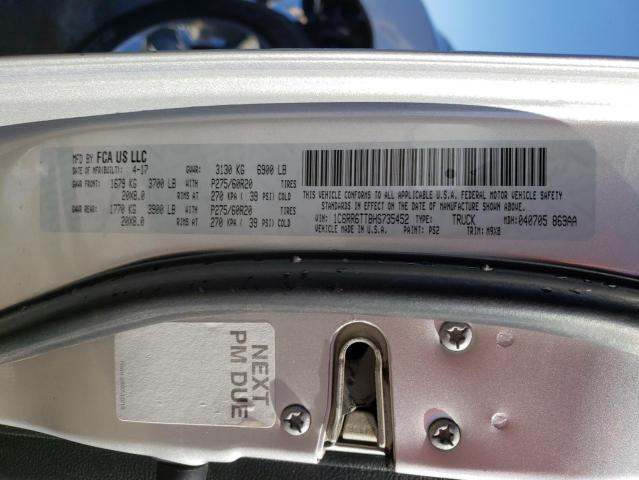 MFD BY FCA US LLC
DATE OF MFR(BUILT): 4-17 GVWR: 3130 KG 6900 LB
GAWR FRONT: 1679 KG 3700 LB WITH P275/60R20 TIRES
20X8.0 RIMS AT 270 KPA ( 39 PSI) COLD
GAWR REAR: 1770 KG 3900 LB WITH P275/60R20 TIRES
20X8.0 RIMS AT 270 KPA ( 39 PSI) COLD
THIS VEHICLE CONFORMS TO ALL APPLICABLE U.S.A. FEDERAL MOTOR VEHICLE SAFETY
STANDARDS IN EFFECT ON THE DATE OF MANUFACTURE SHOWN ABOVE.
VIN: 1C6RR6TT8HS735452 TYPE: TRUCK MDH:040705 869AA
VEHICLE MADE IN U.S.A. PAINT: PS2 TRIM: M9X8
NEXT
PM DUE